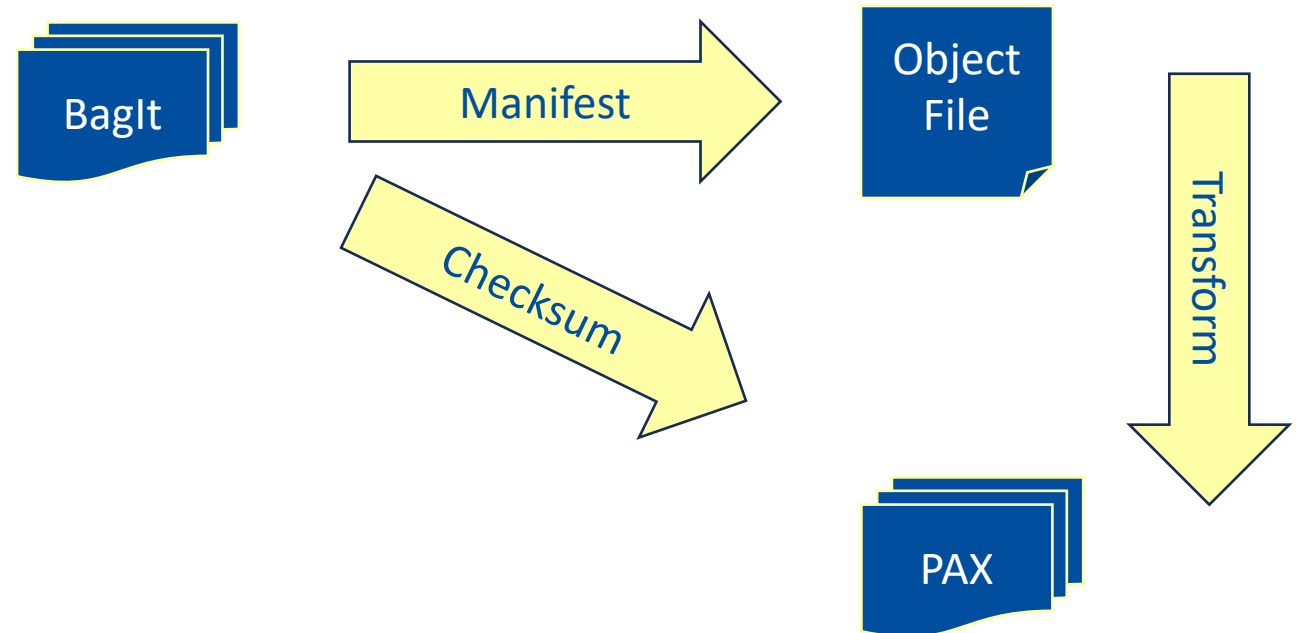 BagIt
Manifest
Object
File
Checksum
Transform
PAX